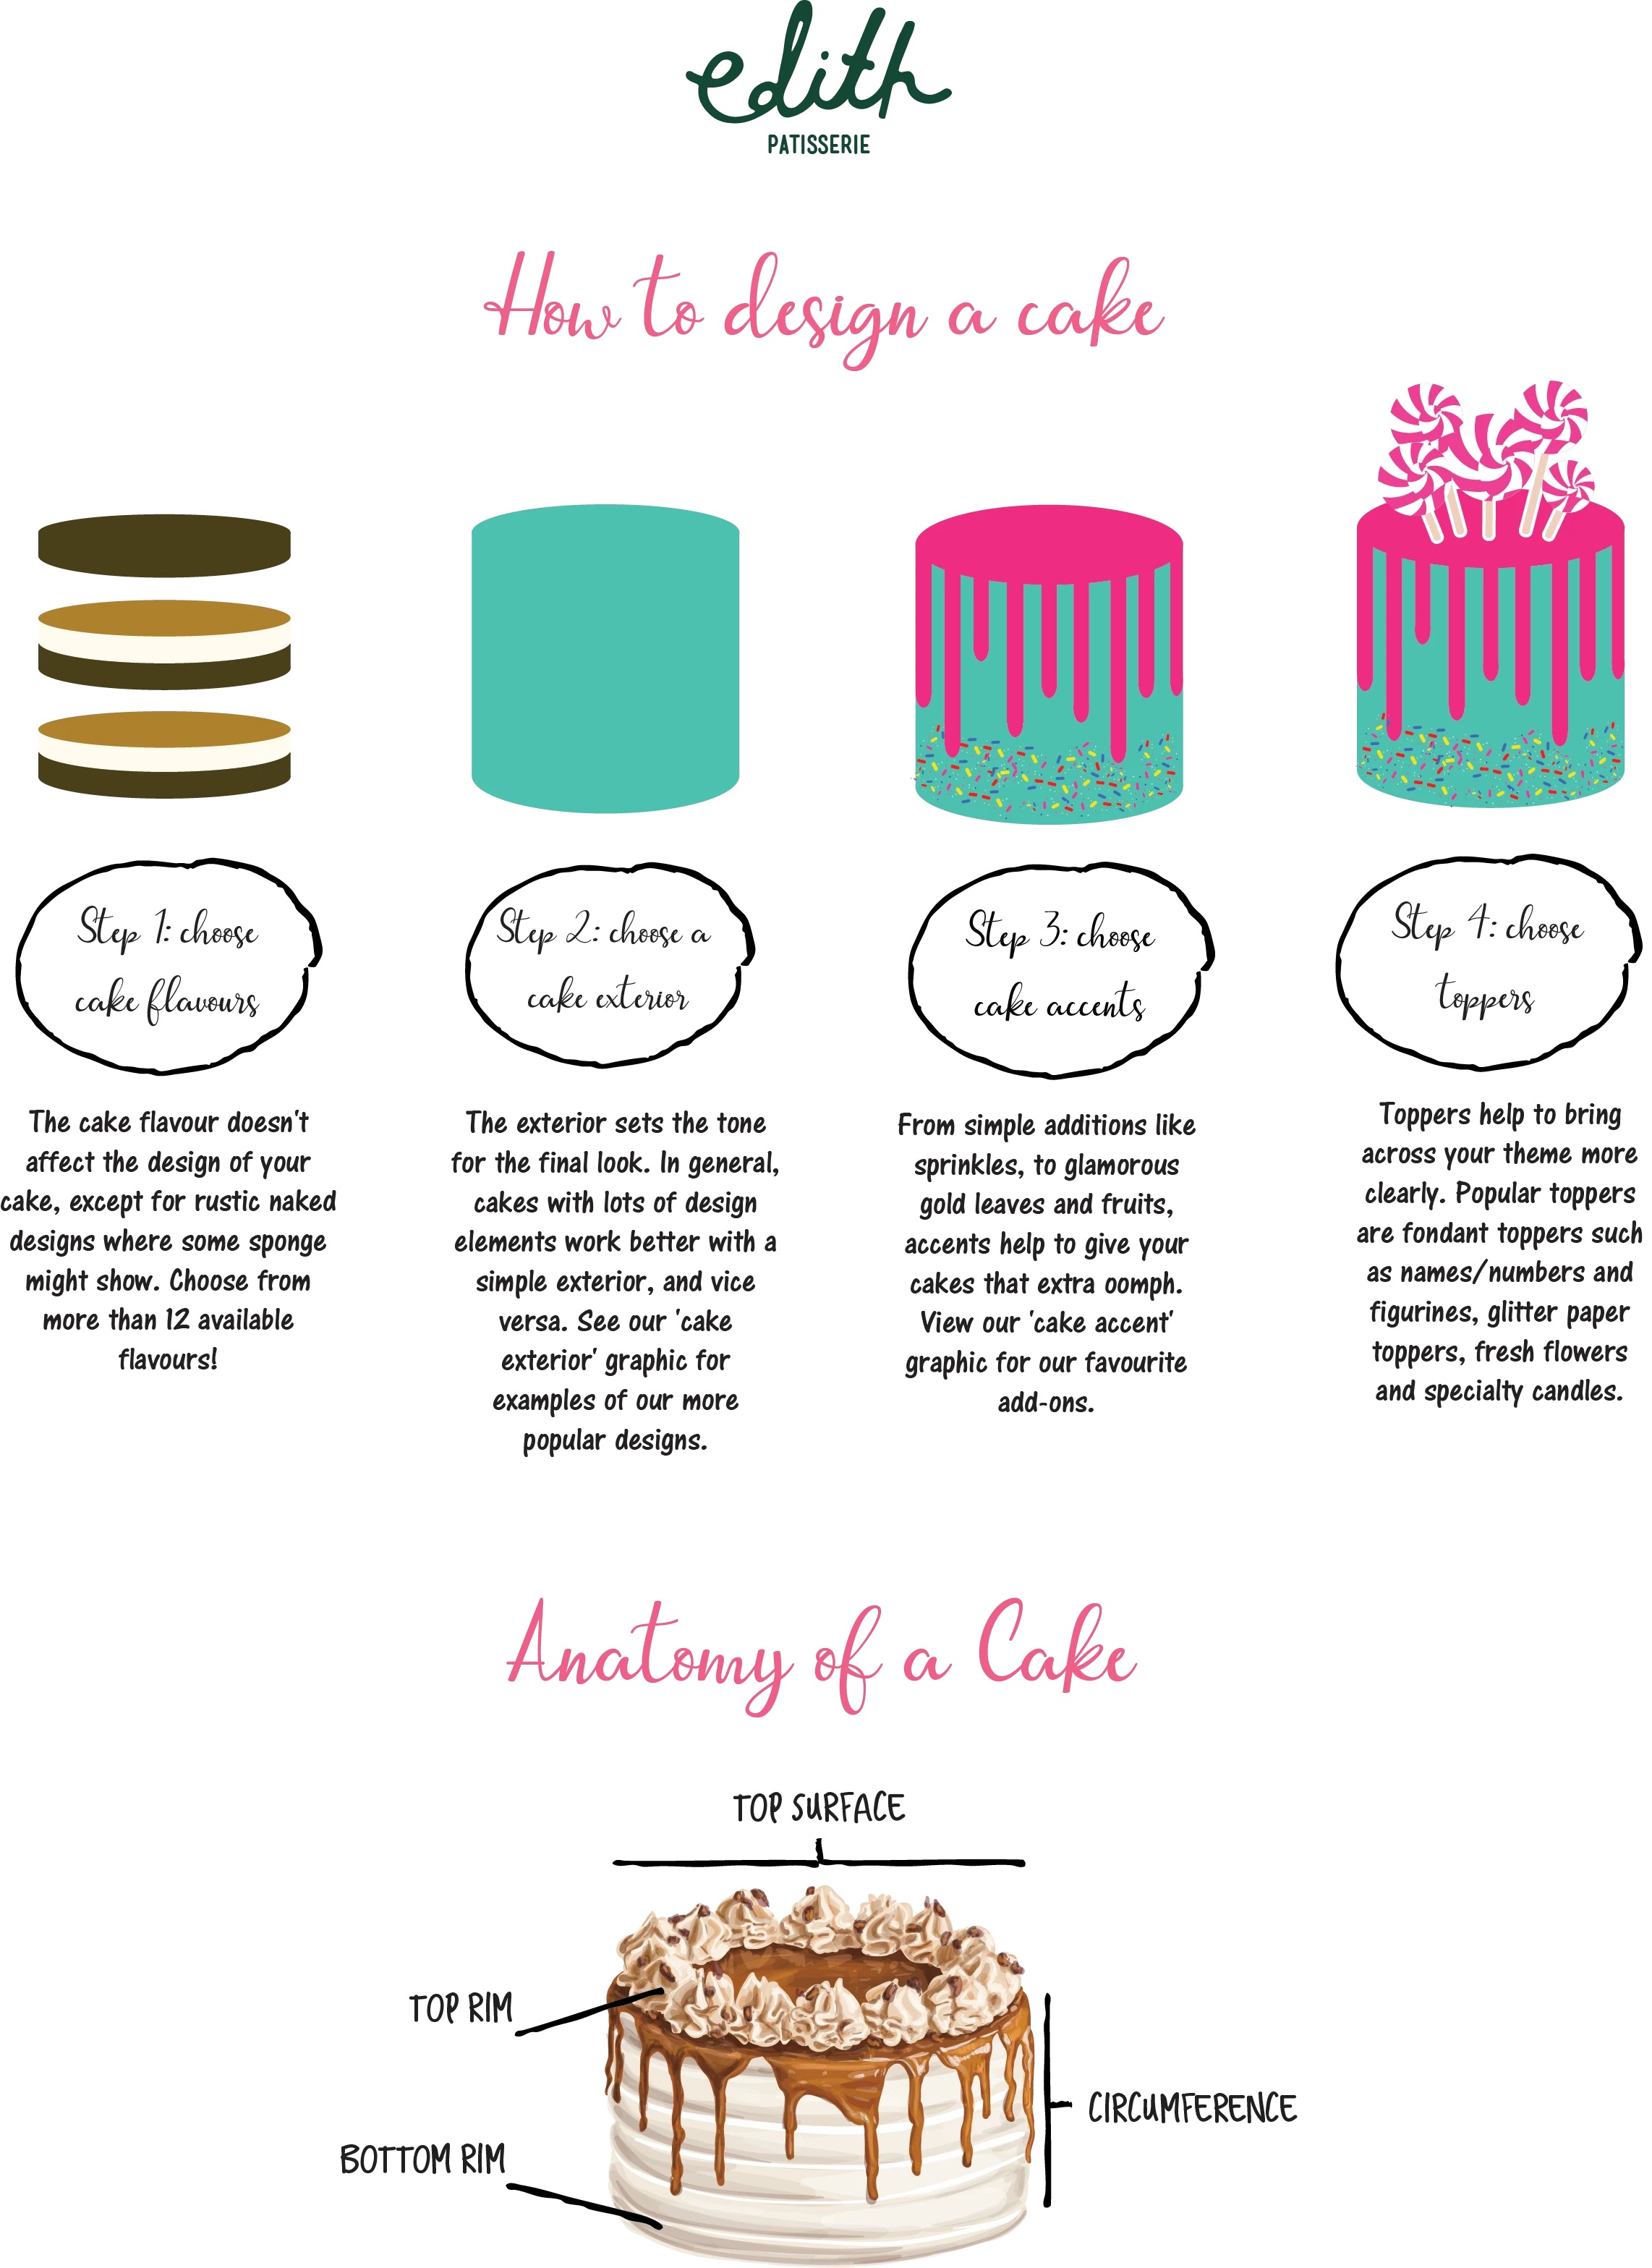 edith
PATISSERIE
How to design a cake
Step 1: choose
cake flavours
The cake flavour doesn't
affect the design of your
cake, except for rustic naked
designs where some sponge
might show. Choose from
more than 12 available
flavours!
Step 2: choose a
cake exterior
The exterior sets the tone
for the final look. In general,
cakes with lots of design
elements work better with a
simple exterior, and vice
versa. See our 'cake
exterior' graphic for
examples of our more
popular designs.
Step 3: choose
cake accents
From simple additions like
sprinkles, to glamorous
gold leaves and fruits,
accents help to give your
cakes that extra oomph.
View our 'cake accent'
graphic for our favourite
add-ons.
Step 4: choose
toppers
Toppers help to bring
across your theme more
clearly. Popular toppers
are fondant toppers such
as names/numbers and
figurines, glitter paper
toppers, fresh flowers
and specialty candles.
Anatomy of a Cake
TOP SURFACE
TOP RIM
CIRCUMFERENCE
BOTTOM RIM